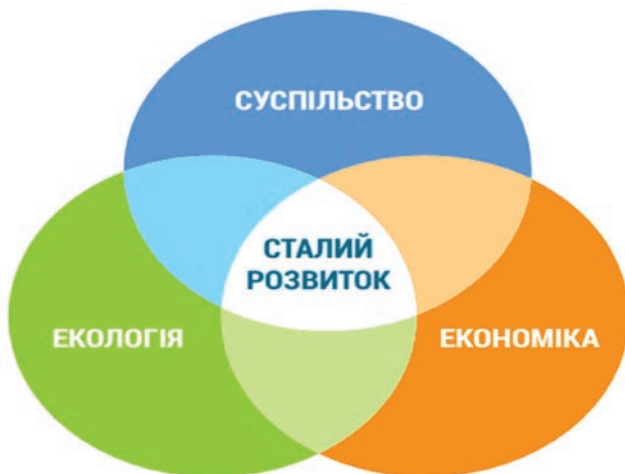 СУСПІЛЬСТВО
СТАЛИЙ
РОЗВИТОК
ЕКОЛОГІЯ
ЕКОНОМІКА